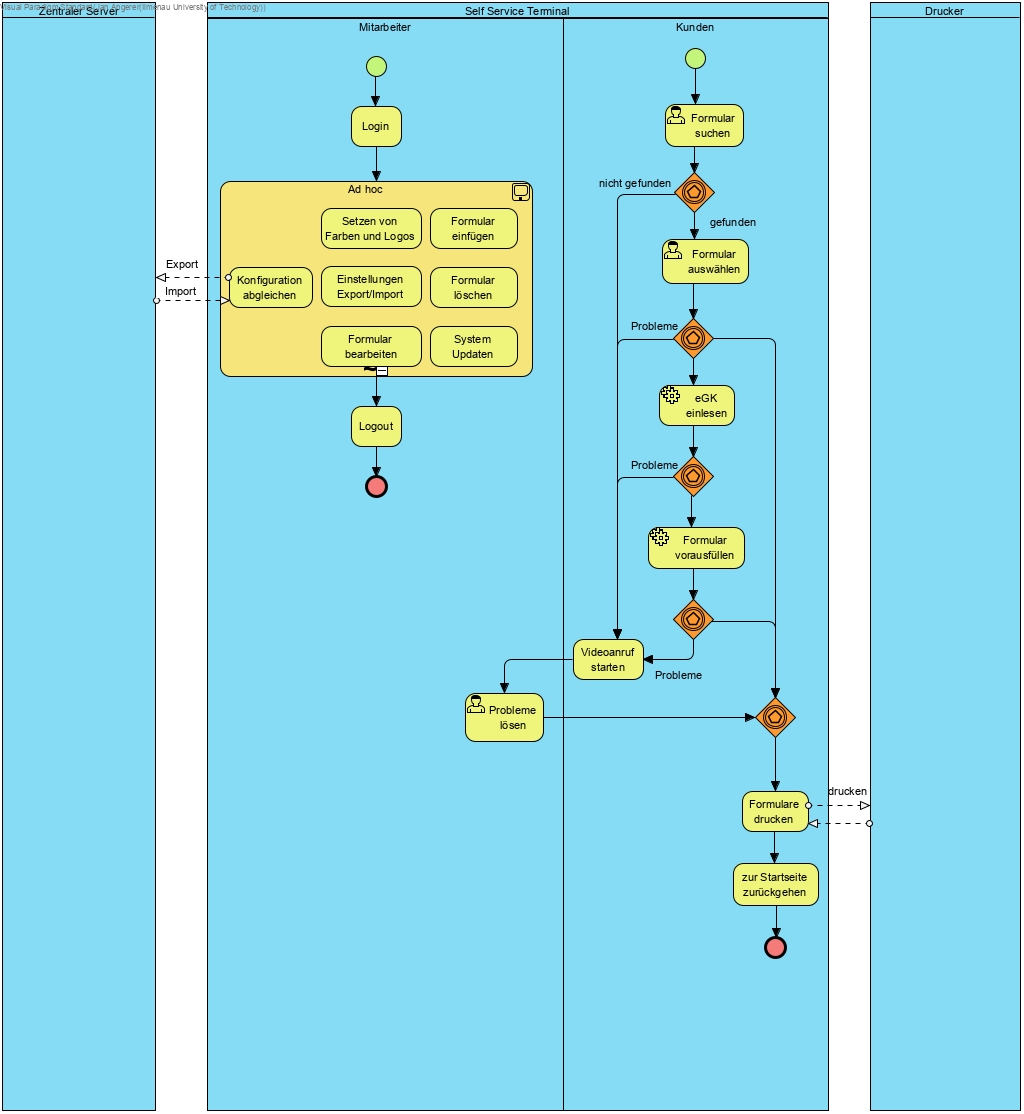 Visual Paradigm Standard(Jan Angerer(Ilmenau University of Technology))
Zentraler Server
Self Service Terminal
Drucker
Mitarbeiter
Kunden
Login
Formular
suchen
Ad hoc
nicht gefunden
gefunden
Setzen von
Farben und Logos
Formular
einfügen
Formular
auswählen
Export
Import
Konfiguration
abgleichen
Einstellungen
Export/Import
Formular
löschen
Probleme
Formular
bearbeiten
System
Updaten
eGK
einlesen
Logout
Probleme
Formular
vorausfüllen
Videoanruf
starten
Probleme
Probleme
lösen
drucken
Formulare
drucken
zur Startseite
zurückgehen